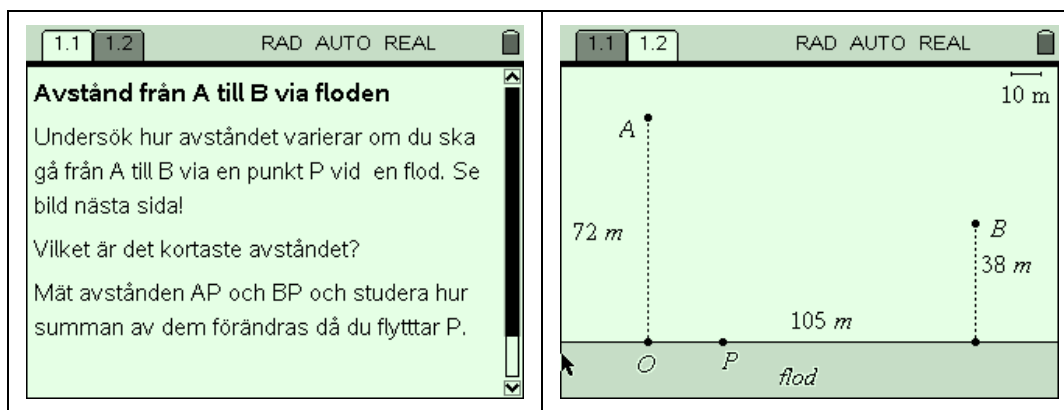 1.1 1.2 RAD AUTO REAL
Avstånd från A till B via floden
Undersök hur avståndet varierar om du ska
gå från A till B via en punkt P vid en flod. Se
bild nästa sida!
Vilket är det kortaste avståndet?
Mät avstånden AP och BP och studera hur
summan av dem förändras då du flytttar P.
1.1 1.2 RAD AUTO REAL
10 m
A
72 m
B
38 m
105 m
O P
flod